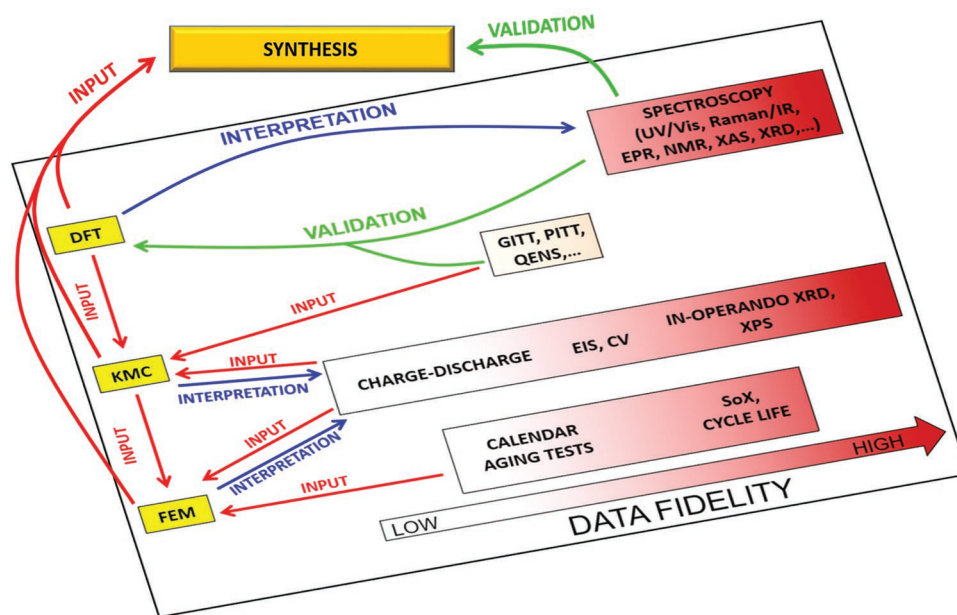 VALIDATION
SYNTHESIS
INPUT
INTERPRETATION
SPECTROSCOPY
(UV/Vis, Raman/IR,
EPR, NMR, XAS, XRD,...)
DFT
VALIDATION
GITT, PITT,
QENS,...
INPUT
INPUT
IN-OPERANDO XRD,
XPS
EIS, CV
CHARGE-DISCHARGE
KMC
INPUT
INTERPRETATION
INPUT
INPUT
INTERPRETATION
SoX,
CYCLE LIFE
CALENDAR
AGING TESTS
INPUT
FEM
HIGH
LOW
DATA FIDELITY